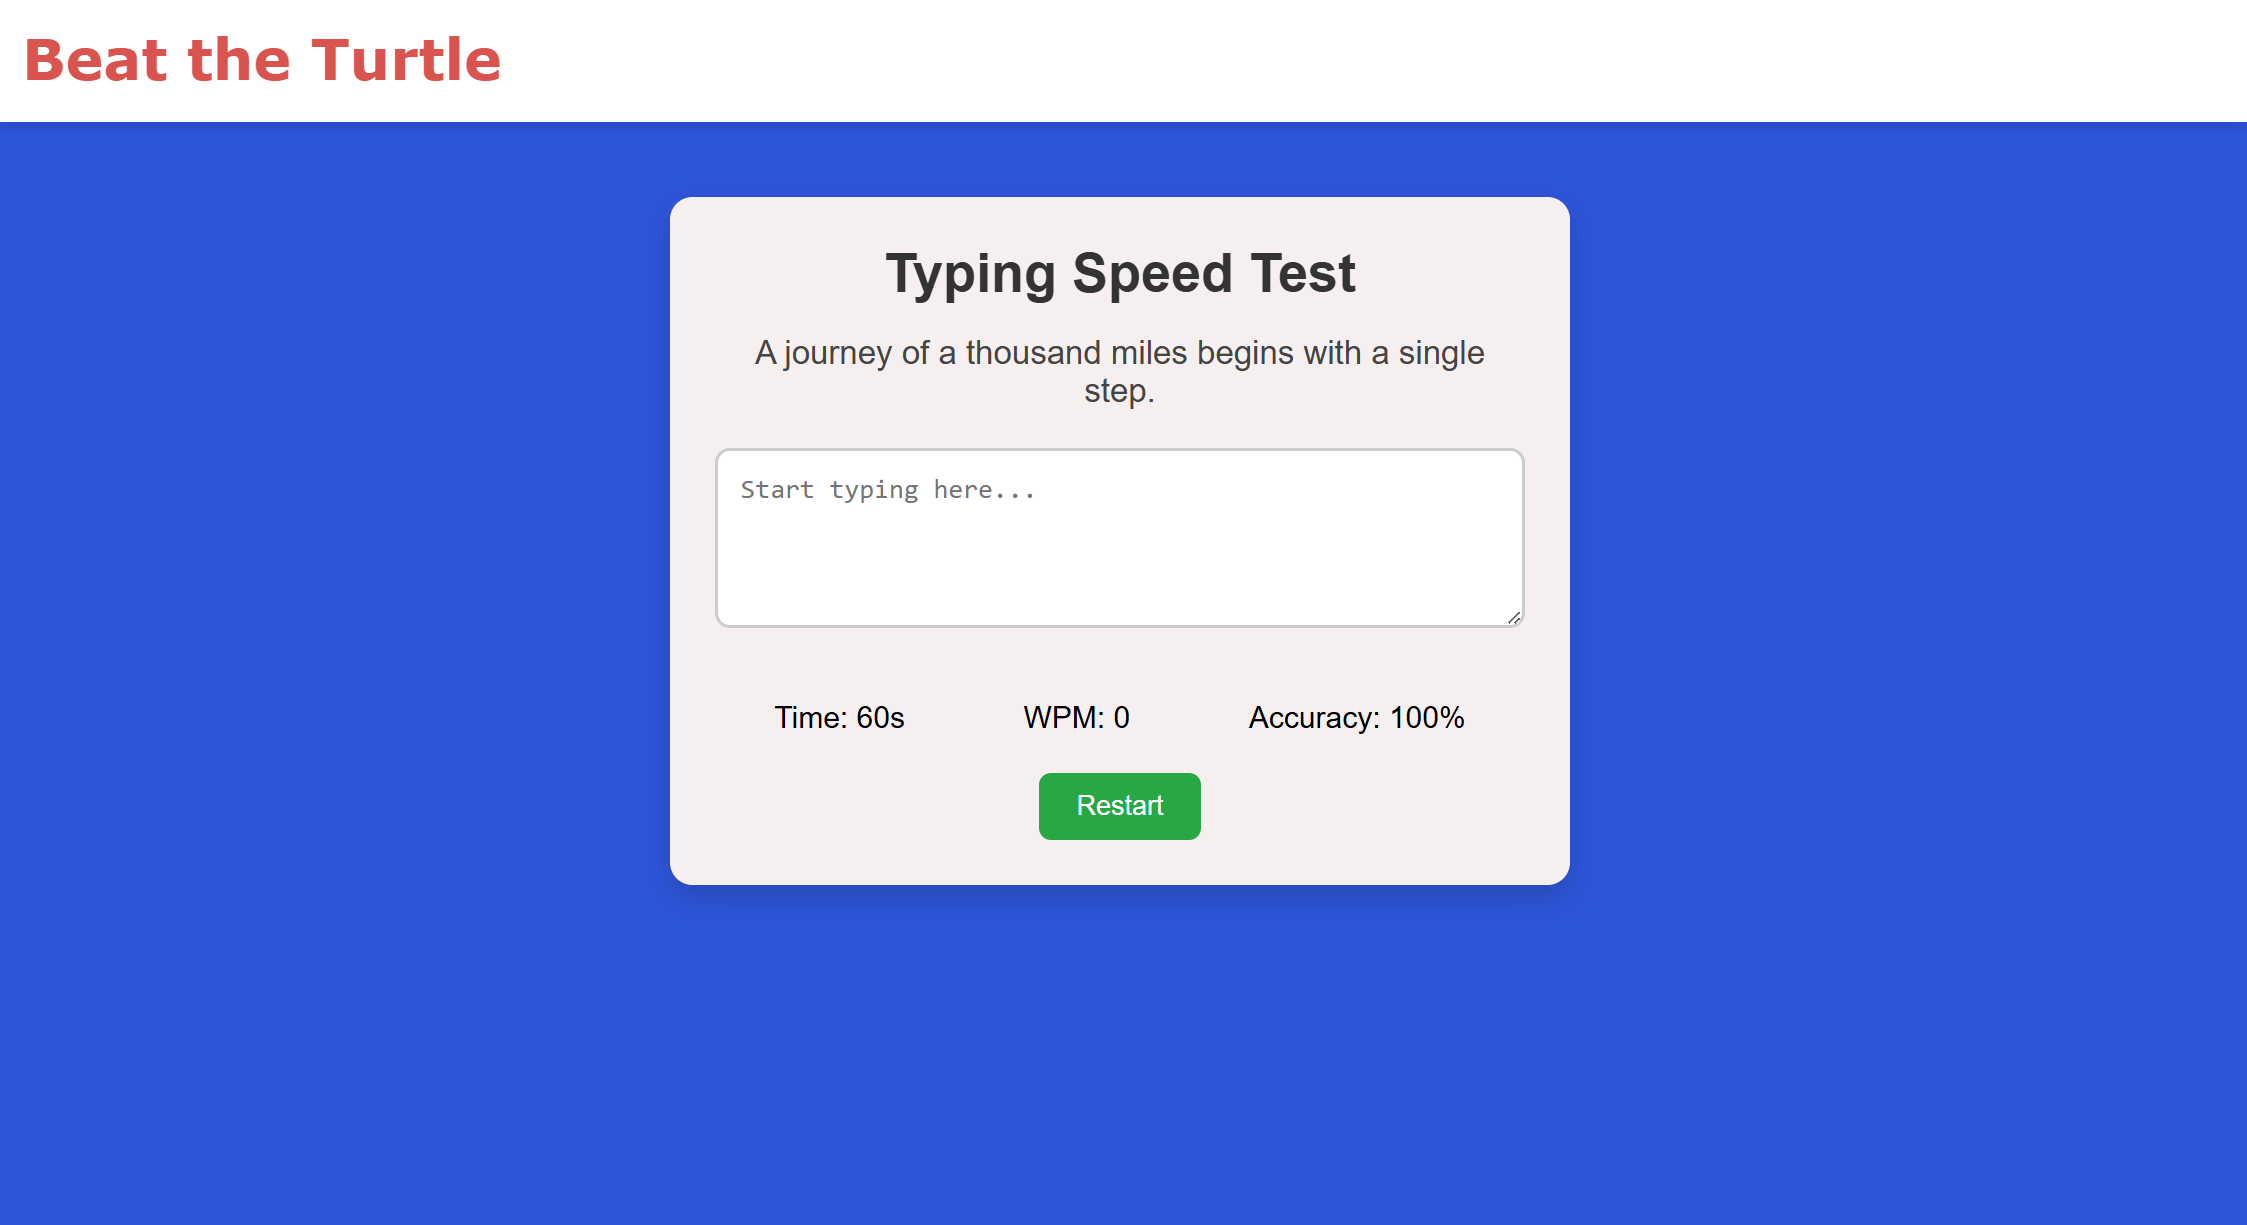 Beat the Turtle
Typing Speed Test
A journey of a thousand miles begins with a single
step.
Start typing here...
Time: 60s
WPM: 0
Accuracy: 100%
Restart